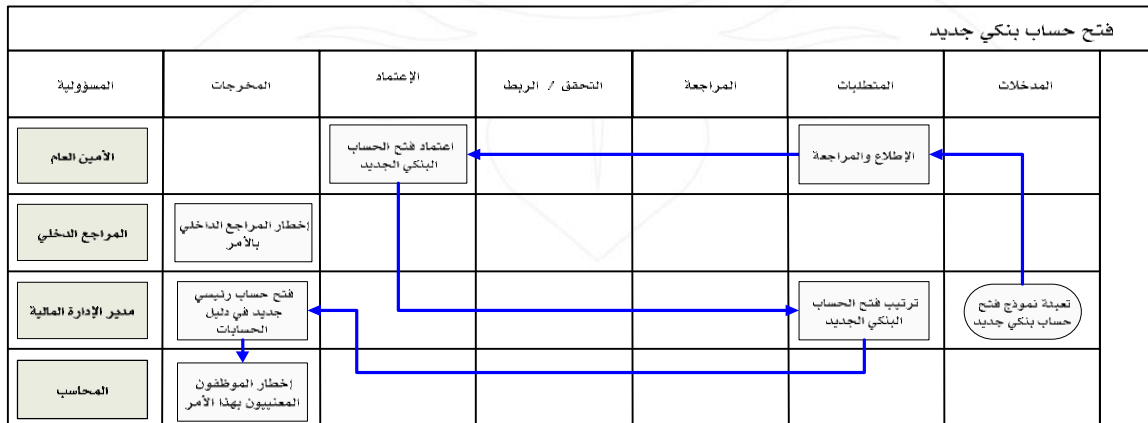 فتح حساب بنكي جديد
المدخلات
المتطلبات
المراجعة
التحقق / الربط
الإعتماد
المخرجات
المسؤولية
الإطلاع والمراجعة
اعتماد فتح الحساب
البنكي الجديد
الأمين العام
إخطار المراجع الداخلي
بالأمر
المراجع الدخلي
تعبئة نموذج فتح
حساب بنكي جديد
ترتيب فتح الحساب
البنكي الجديد
فتح حساب رئيسي
جديد في دليل
الحسابات
مدير الإدارة المالية
إخطار الموظفون
المعنييون بهذا الأمر
المحاسب